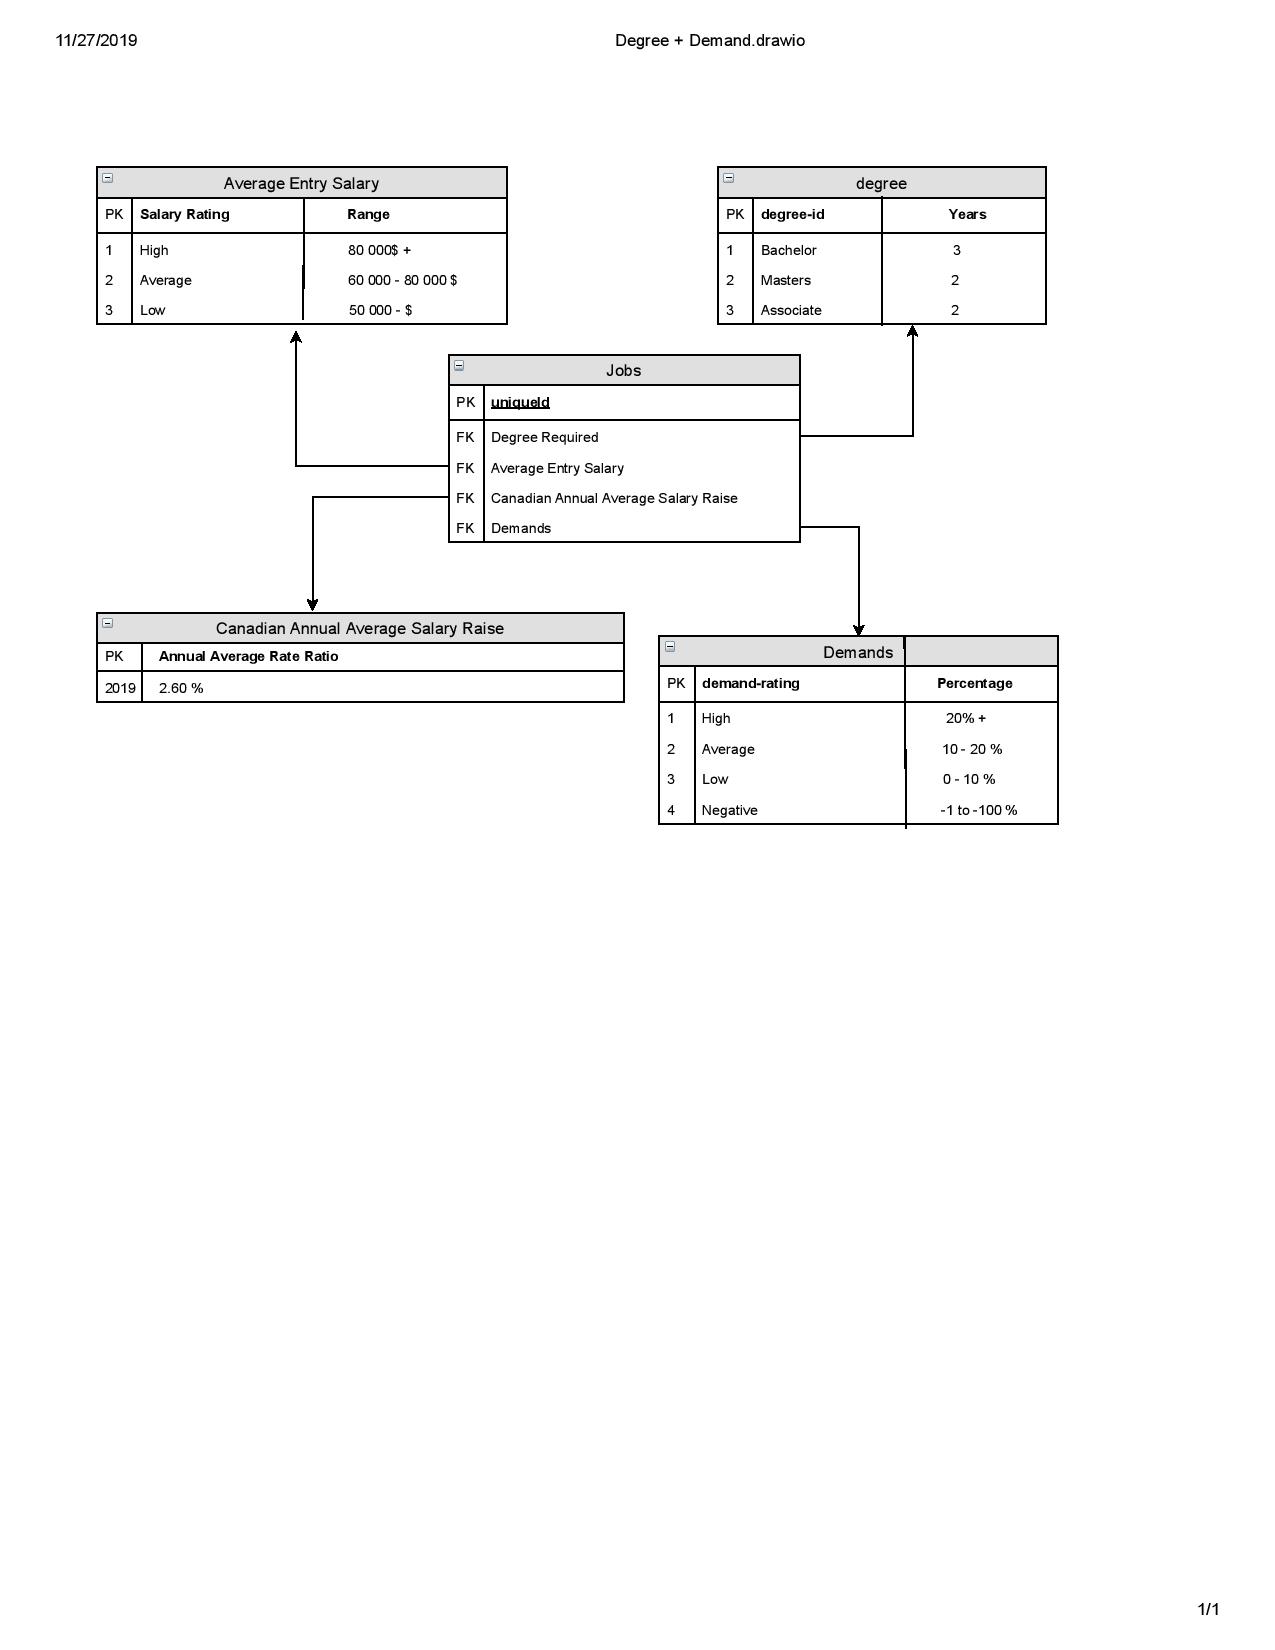 11/27/2019 Degree + Demand.drawio
Average Entry Salary
PK Salary Rating Range
1 High 80 000$ +
2 Average 60 000 - 80 000 $
3 Low 50 000 - $
degree
PK degree-id Years
1 Bachelor 3
2 Masters 2
3 Associate 2
Jobs
PK uniqueId
FK Degree Required
FK Average Entry Salary
FK Canadian Annual Average Salary Raise
FK Demands
Canadian Annual Average Salary Raise
PK Annual Average Rate Ratio
2019 2.60 %
Demands
PK demand-rating Percentage
1 High 20% +
2 Average 10 - 20 %
3 Low 0 - 10 %
4 Negative -1 to -100 %
1/1